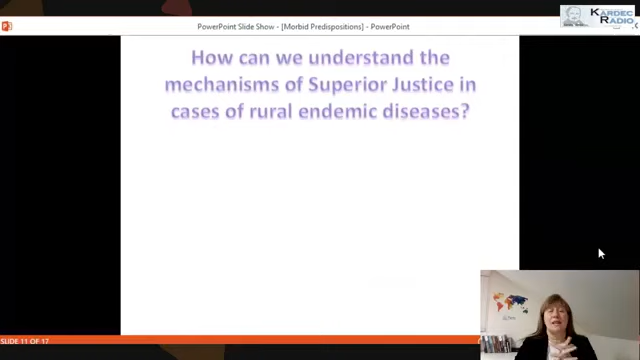 PowerPoint Slide Show - [Morbid Predispositions] - PowerPoint
KARDEC
RADIO
How can we understand the
mechanisms of Superior Justice in
cases of rural endemic diseases?
SLIDE 11 OF 17